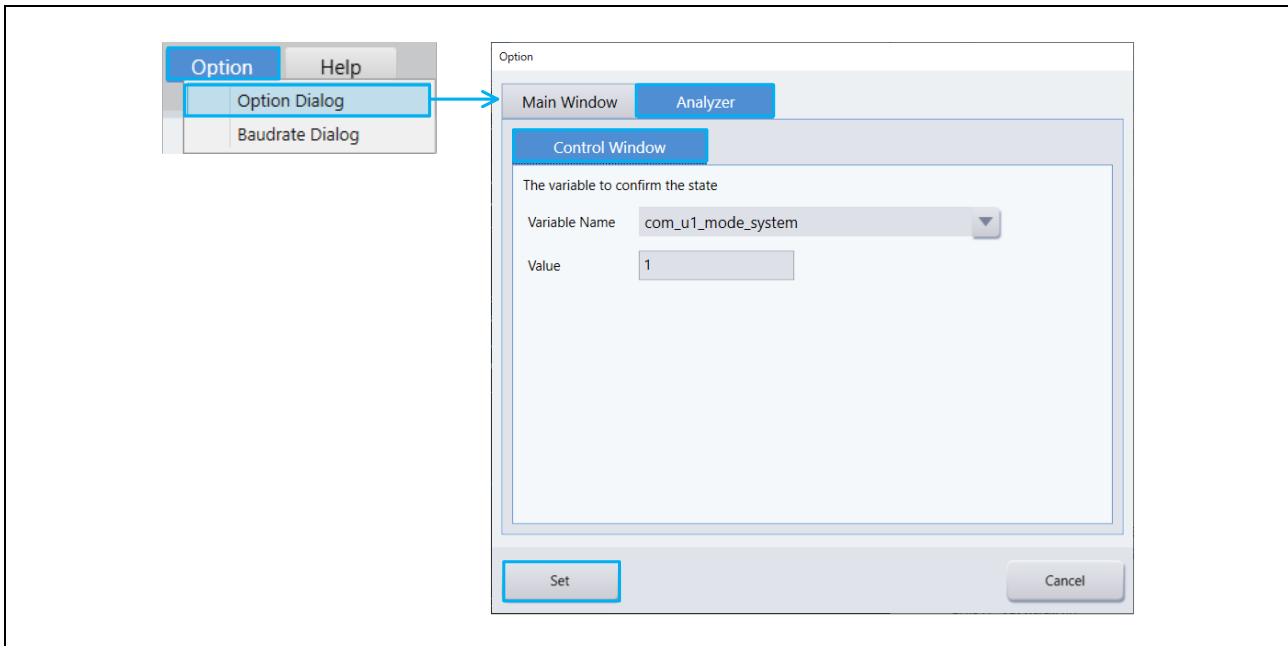 Option Help
Option Dialog
Baudrate Dialog
Option
Main Window Analyzer
Control Window
The variable to confirm the state
Variable Name com_u1_mode_system
Value 1
Set Cancel